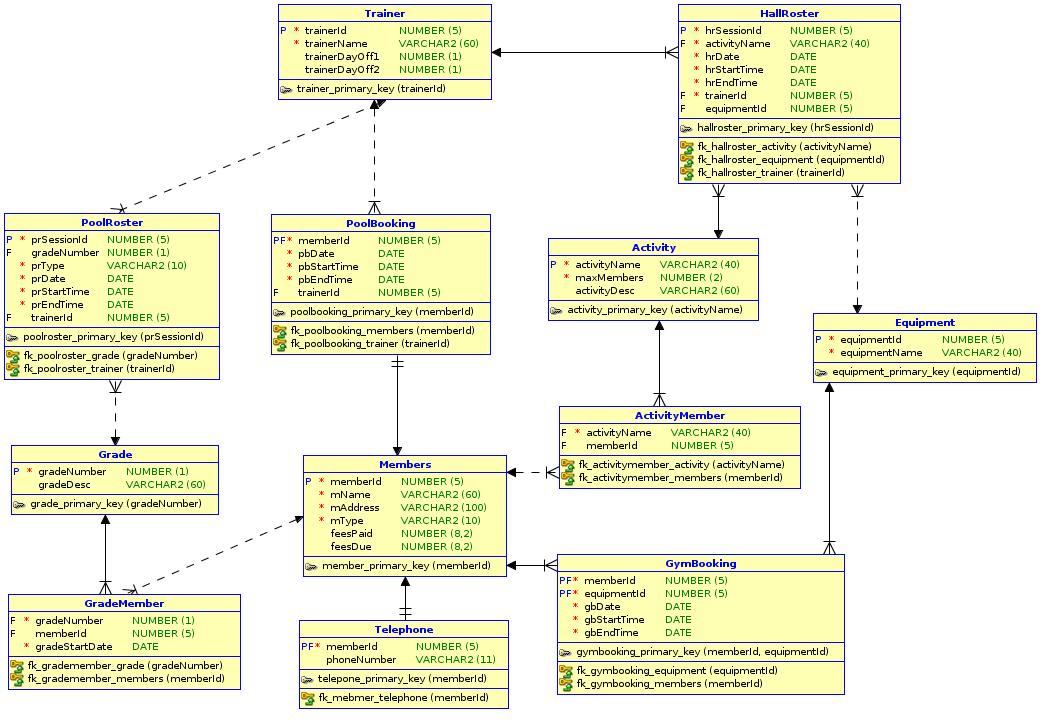 Trainer
P * trainerId NUMBER (5)
* trainerName VARCHAR2 (60)
trainerDayOff1 NUMBER (1)
trainerDayOff2 NUMBER (1)
trainer_primary_key (trainerId)
HallRoster
P * hrSessionId NUMBER (5)
F * activityName VARCHAR2 (40)
* hrDate DATE
* hrStartTime DATE
* hrEndTime DATE
F * trainerId NUMBER (5)
F equipmentId NUMBER (5)
hallroster_primary_key (hrSessionId)
fk_hallroster_activity (activityName)
fk_hallroster_equipment (equipmentId)
fk_hallroster_trainer (trainerId)
PoolRoster
P * prSessionId NUMBER (5)
F gradeNumber NUMBER (1)
* prType VARCHAR2 (10)
* prDate DATE
* prStartTime DATE
* prEndTime DATE
F trainerId NUMBER (5)
poolroster_primary_key (prSessionId)
fk_poolroster_grade (gradeNumber)
fk_poolroster_trainer (trainerId)
PoolBooking
PF* memberId NUMBER (5)
* pbDate DATE
* pbStartTime DATE
* pbEndTime DATE
F trainerId NUMBER (5)
poolbooking_primary_key (memberId)
fk_poolbooking_members (memberId)
fk_poolbooking_trainer (trainerId)
Activity
P * activityName VARCHAR2 (40)
* maxMembers NUMBER (2)
activityDesc VARCHAR2 (60)
activity_primary_key (activityName)
Equipment
P * equipmentId NUMBER (5)
* equipmentName VARCHAR2 (40)
equipment_primary_key (equipmentId)
ActivityMember
F * activityName VARCHAR2 (40)
F memberId NUMBER (5)
fk_activitymember_activity (activityName)
fk_activitymember_members (memberId)
Grade
P * gradeNumber NUMBER (1)
gradeDesc VARCHAR2 (60)
grade_primary_key (gradeNumber)
Members
P * memberId NUMBER (5)
* mName VARCHAR2 (60)
* mAddress VARCHAR2 (100)
* mType VARCHAR2 (10)
feesPaid NUMBER (8,2)
feesDue NUMBER (8,2)
member_primary_key (memberId)
GymBooking
PF* memberId NUMBER (5)
PF* equipmentId NUMBER (5)
* gbDate DATE
* gbStartTime DATE
* gbEndTime DATE
gymbooking_primary_key (memberId, equipmentId)
fk_gymbooking_equipment (equipmentId)
fk_gymbooking_members (memberId)
GradeMember
F * gradeNumber NUMBER (1)
F memberId NUMBER (5)
* gradeStartDate DATE
fk_gradember_grade (gradeNumber)
fk_gradember_members (memberId)
Telephone
PF* memberId NUMBER (5)
phoneNumber VARCHAR2 (11)
telepone_primary_key (memberId)
fk_mebmer_telephone (memberId)